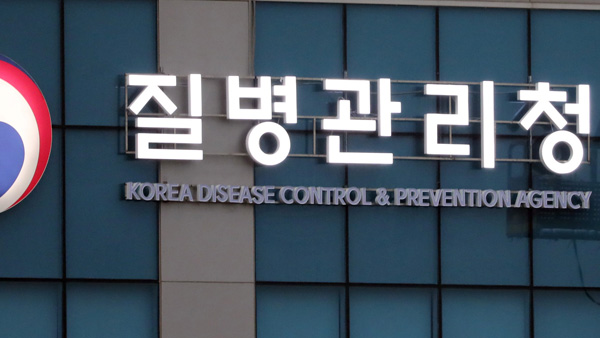 질병관리청
KOREA DISEASE CONTROL & PREVENTION AGENCY